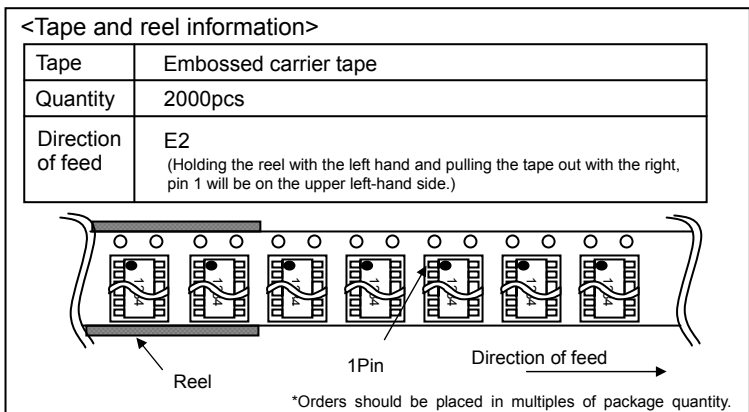 <Tape and reel information>
Tape Embossed carrier tape
Quantity 2000pcs
Direction of feed E2
(Holding the reel with the left hand and pulling the tape out with the right,
pin 1 will be on the upper left-hand side.)
Reel
1Pin
Direction of feed
*Orders should be placed in multiples of package quantity.